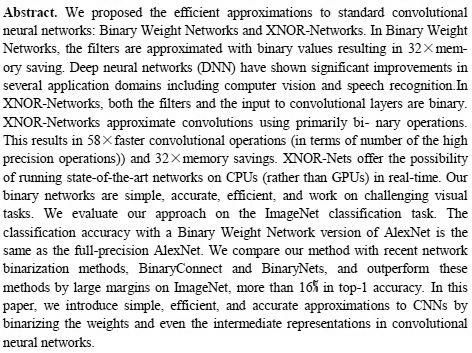 Abstract. We proposed the efficient approximations to standard convolutional
neural networks: Binary Weight Networks and XNOR-Networks. In Binary Weight
Networks, the filters are approximated with binary values resulting in 32×mem-
ory saving. Deep neural networks (DNN) have shown significant improvements in
several application domains including computer vision and speech recognition.In
XNOR-Networks, both the filters and the input to convolutional layers are binary.
XNOR-Networks approximate convolutions using primarily bi- nary operations.
This results in 58×faster convolutional operations (in terms of number of the high
precision operations)) and 32×memory savings. XNOR-Nets offer the possibility
of running state-of-the-art networks on CPUs (rather than GPUs) in real-time. Our
binary networks are simple, accurate, efficient, and work on challenging visual
tasks. We evaluate our approach on the ImageNet classification task. The
classification accuracy with a Binary Weight Network version of AlexNet is the
same as the full-precision AlexNet. We compare our method with recent network
binarization methods, BinaryConnect and BinaryNets, and outperform these
methods by large margins on ImageNet, more than 16% in top-1 accuracy. In this
paper, we introduce simple, efficient, and accurate approximations to CNNs by
binarizing the weights and even the intermediate representations in convolutional
neural networks.